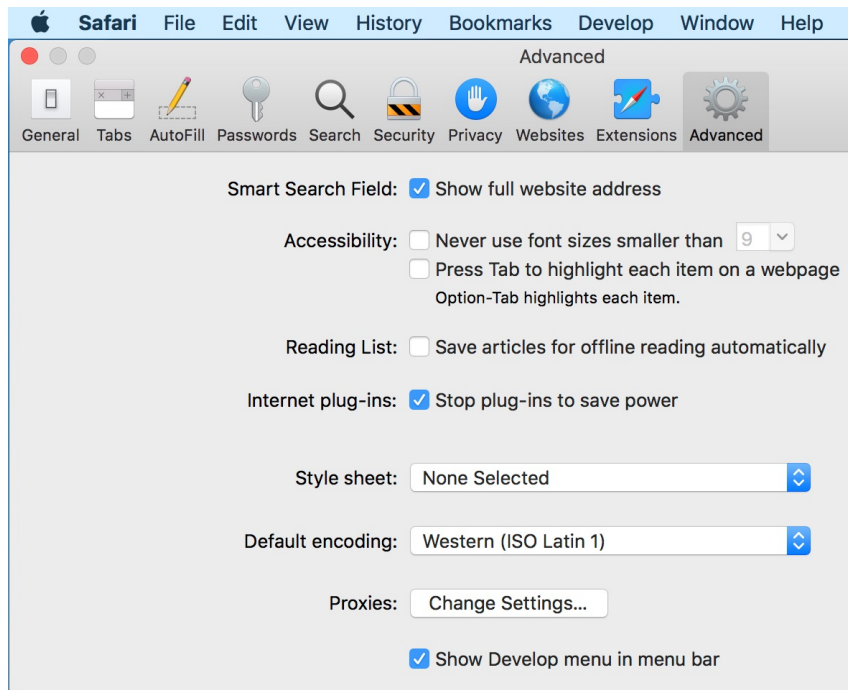 Safari File Edit View History Bookmarks Develop Window Help
Advanced
General Tabs AutoFill Passwords Search Security Privacy Websites Extensions Advanced
Smart Search Field: Show full website address
Accessibility: Never use font sizes smaller than 9
Press Tab to highlight each item on a webpage
Option-Tab highlights each item.
Reading List: Save articles for offline reading automatically
Internet plug-ins: Stop plug-ins to save power
Style sheet: None Selected
Default encoding: Western (ISO Latin 1)
Proxies: Change Settings...
Show Develop menu in menu bar